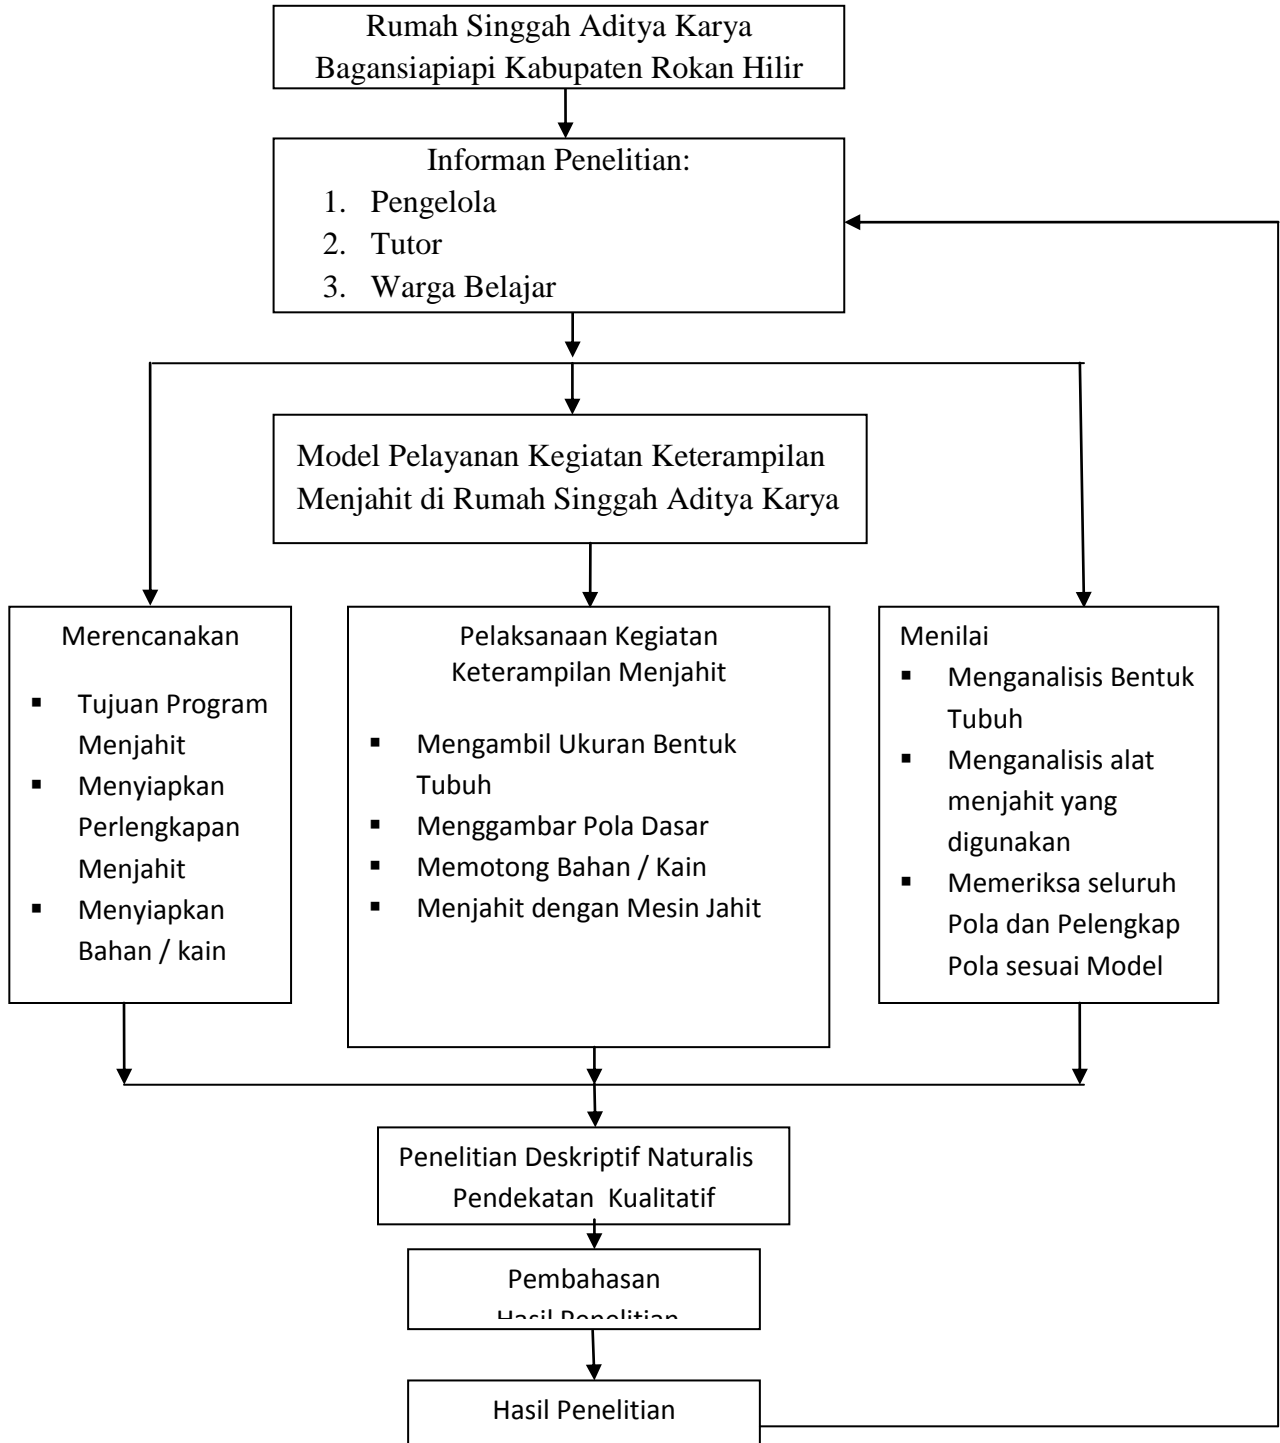 Rumah Singgah Aditya Karya
Bagansiapiapi Kabupaten Rokan Hilir
Informan Penelitian:
1. Pengelola
2. Tutor
3. Warga Belajar
Model Pelayanan Kegiatan Keterampilan
Menjahit di Rumah Singgah Aditya Karya
Merencanakan
▪ Tujuan Program
Menjahit
▪ Menyiapkan
Perlengkapan
Menjahit
▪ Menyiapkan
Bahan / kain
Pelaksanaan Kegiatan
Keterampilan Menjahit
▪ Mengambil Ukuran Bentuk
Tubuh
▪ Menggambar Pola Dasar
▪ Memotong Bahan / Kain
▪ Menjahit dengan Mesin Jahit
Menilai
▪ Menganalisis Bentuk
Tubuh
▪ Menganalisis alat
menjahit yang
digunakan
▪ Memeriksa seluruh
Pola dan Pelengkap
Pola sesuai Model
Penelitian Deskriptif Naturalis
Pendekatan Kualitatif
Pembahasan
Hasil Penelitian
Hasil Penelitian